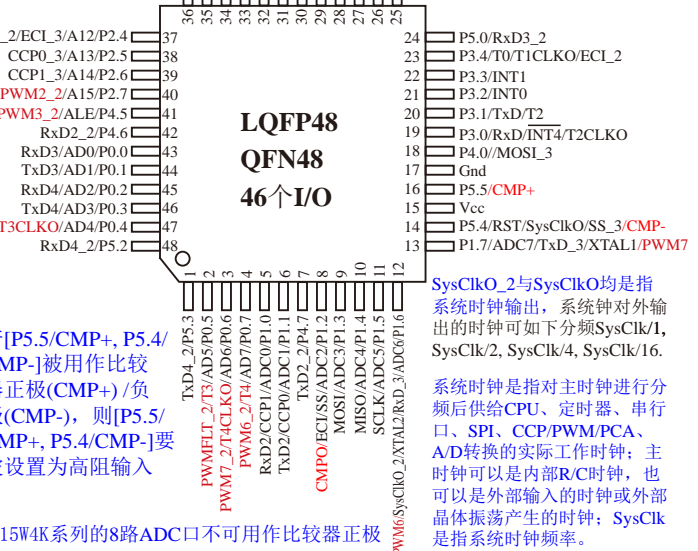 36 35 34 33 32 31 30 29 28 27 26 25
_2/ECI_3/A12/P2.4 37
CCP0_3/A13/P2.5 38
CCP1_3/A14/P2.6 39
PWM2_2/A15/P2.7 40
PWM3_2/ALE/P4.5 41
RxD2_2/P4.6 42
RxD3/AD0/P0.0 43
TxD3/AD1/P0.1 44
RxD4/AD2/P0.2 45
TxD4/AD3/P0.3 46
T3CLKO/AD4/P0.4 47
RxD4_2/P5.2 48
LQFP48
QFN48
46个I/O
24 P5.0/RxD3_2
23 P3.4/T0/T1CLKO/ECI_2
22 P3.3/INT1
21 P3.2/INT0
20 P3.1/TxD/T2
19 P3.0/RxD/INT4/T2CLKO
18 P4.0//MOSI_3
17 Gnd
16 P5.5/CMP+
15 Vcc
14 P5.4/RST/SysClkO/SS_3/CMP-
13 P1.7/ADC7/TxD_3/XTAL1/PWM7
1 TxD4_2/P5.3
2 PWMFLT_2/T3/AD5/P0.5
3 PWM7_2/T4CLKO/AD6/P0.6
4 PWM6_2/T4/AD7/P0.7
5 RxD2/CCP1/ADC0/P1.0
6 TxD2/CCP0/ADC1/P1.1
7 TxD2_2/P4.7
8 CMPO/ECI/SS/ADC2/P1.2
9 MOSI/ADC3/P1.3
10 MISO/ADC4/P1.4
11 SCLK/ADC5/P1.5
12 PWM6/SysClkO_2/XTAL2/RxD_3/ADC6/P1.6
[P5.5/CMP+, P5.4/
MP-]被用作比较
正极(CMP+) /负
(CMP-)，则[P5.5/
MP+, P5.4/CMP-]要
设置为高阻输入
15W4K系列的8路ADC口不可用作比较器正极
SysClkO_2与SysClkO均是指
系统时钟输出，系统钟对外输
出的时钟可如下分频SysClk/1,
SysClk/2, SysClk/4, SysClk/16.
系统时钟是指对主时钟进行分
频后供给CPU、定时器、串行
口、SPI、CCP/PWM/PCA、
A/D转换的实际工作时钟；主
时钟可以是内部R/C时钟，也
可以是外部输入的时钟或外部
晶体振荡产生的时钟；SysClk
是指系统时钟频率。